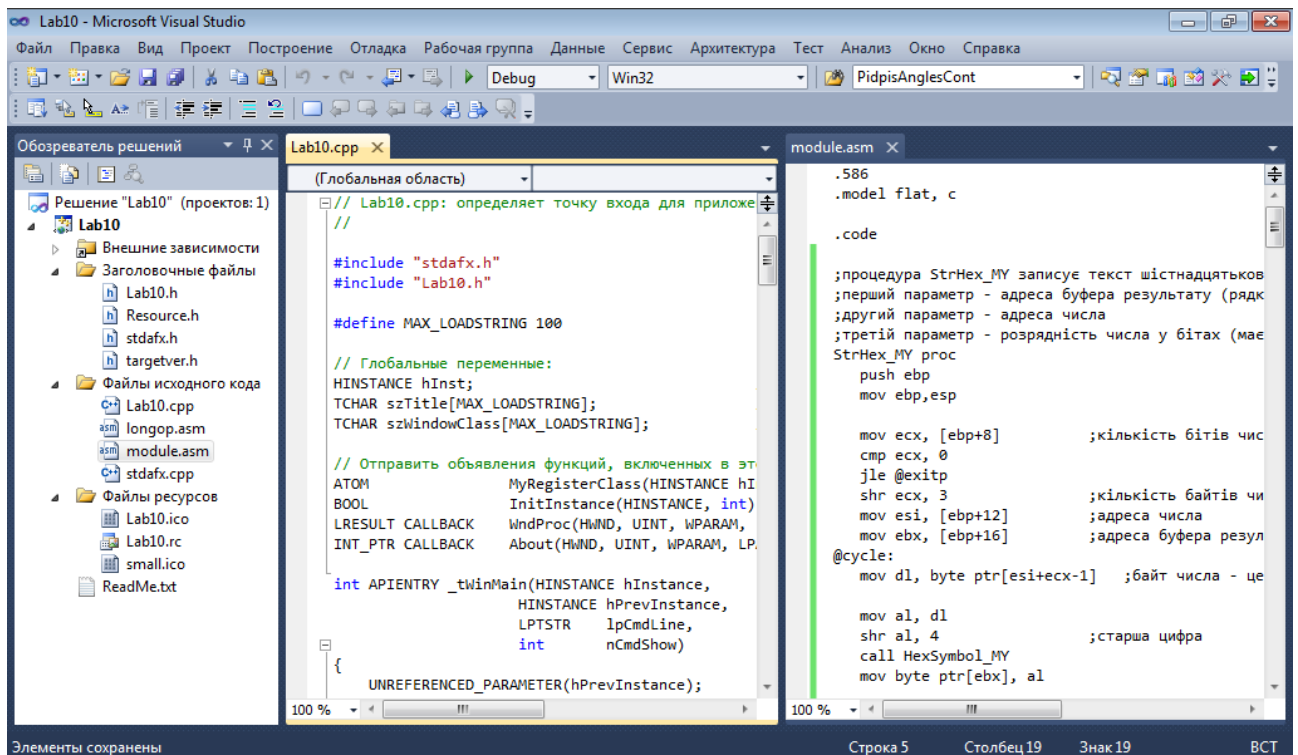 Lab10 - Microsoft Visual Studio
Файл Правка Вид Проект Построение Отладка Рабочая группа Данные Сервис Архитектура Тест Анализ Окно Справка
Debug Win32 PidpisAnglesCont
Обозреватель решений
Решение "Lab10" (проектов: 1)
Lab10
Внешние зависимости
Заголовочные файлы
Lab10.h
Resource.h
stdafx.h
targetver.h
Файлы исходного кода
Lab10.cpp
longop.asm
module.asm
stdafx.cpp
Файлы ресурсов
Lab10.ico
Lab10.rc
small.ico
ReadMe.txt
Lab10.cpp
(Глобальная область)
// Lab10.cpp: определяет точку входа для приложе
//
#include "stdafx.h"
#include "Lab10.h"
#define MAX_LOADSTRING 100
// Глобальные переменные:
HINSTANCE hInst;
TCHAR szTitle[MAX_LOADSTRING];
TCHAR szWindowClass[MAX_LOADSTRING];
// Отправить объявления функций, включенных в эт
ATOM MyRegisterClass(HINSTANCE hI
BOOL InitInstance(HINSTANCE, int)
LRESULT CALLBACK WndProc(HWND, UINT, WPARAM,
INT_PTR CALLBACK About(HWND, UINT, WPARAM, LP
int APIENTRY _tWinMain(HINSTANCE hInstance,
HINSTANCE hPrevInstance,
LPTSTR lpCmdLine,
int nCmdShow)
{
UNREFERENCED_PARAMETER(hPrevInstance);
100 %
module.asm
.586
.model flat, c
.code
;процедура StrHex_MY записує текст шістнадцятьков
;перший параметр - адреса буфера результату (рядк
;другий параметр - адреса числа
;третій параметр - розрядність числа у бітах (має
StrHex_MY proc
push ebp
mov ebp,esp
mov ecx, [ebp+8] ;кількість бітів чис
cmp ecx, 0
jle @exitp
shr ecx, 3 ;кількість байтів чи
mov esi, [ebp+12] ;адреса числа
mov ebx, [ebp+16] ;адреса буфера резул
@cycle:
mov dl, byte ptr[esi+ecx-1] ;байт числа - це
mov al, dl
shr al, 4 ;старша цифра
call HexSymbol_MY
mov byte ptr[ebx], al
100 %
Элементы сохранены Строка 5 Столбец 19 Знак 19 ВСТ